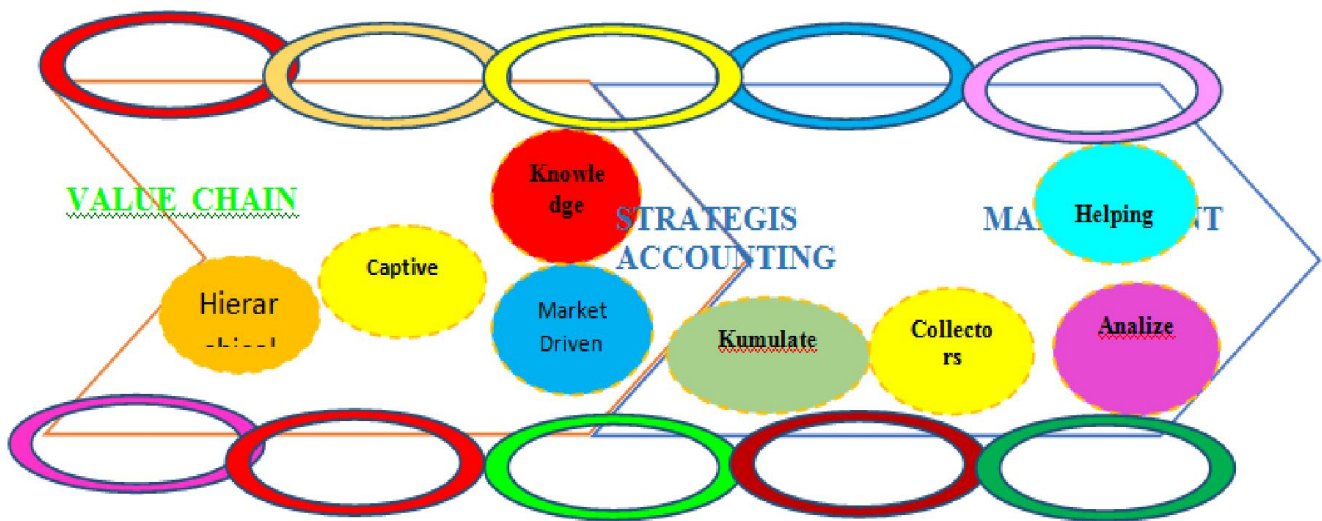 Knowle
dge
VALUE CHAIN
STRATEGIS
ACCOUNTING
Helping
Captive
Hierar
Market
Driven
Kumulate
Collecto
rs
Analize